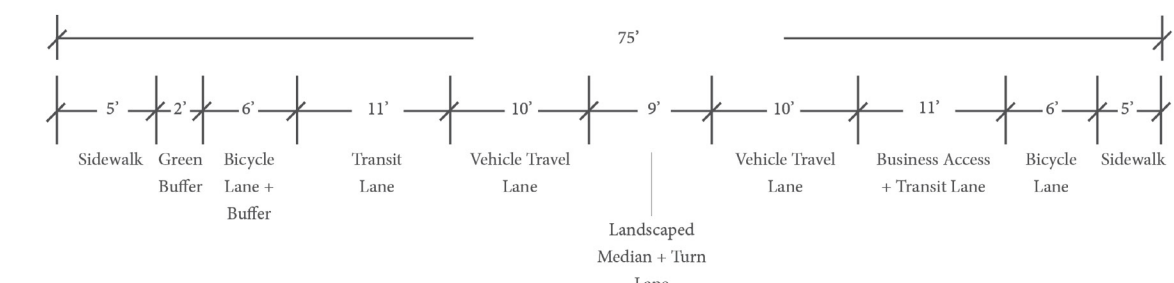 75’
5’ 2’ 6’ 11’ 10’ 9’ 10’ 11’ 6’ 5’
Sidewalk
Green
Buffer
Bicycle
Lane +
Buffer
Transit
Lane
Vehicle Travel
Lane
Landscaped
Median + Turn
Lane
Vehicle Travel
Lane
Business Access
+ Transit Lane
Bicycle
Lane
Sidewalk